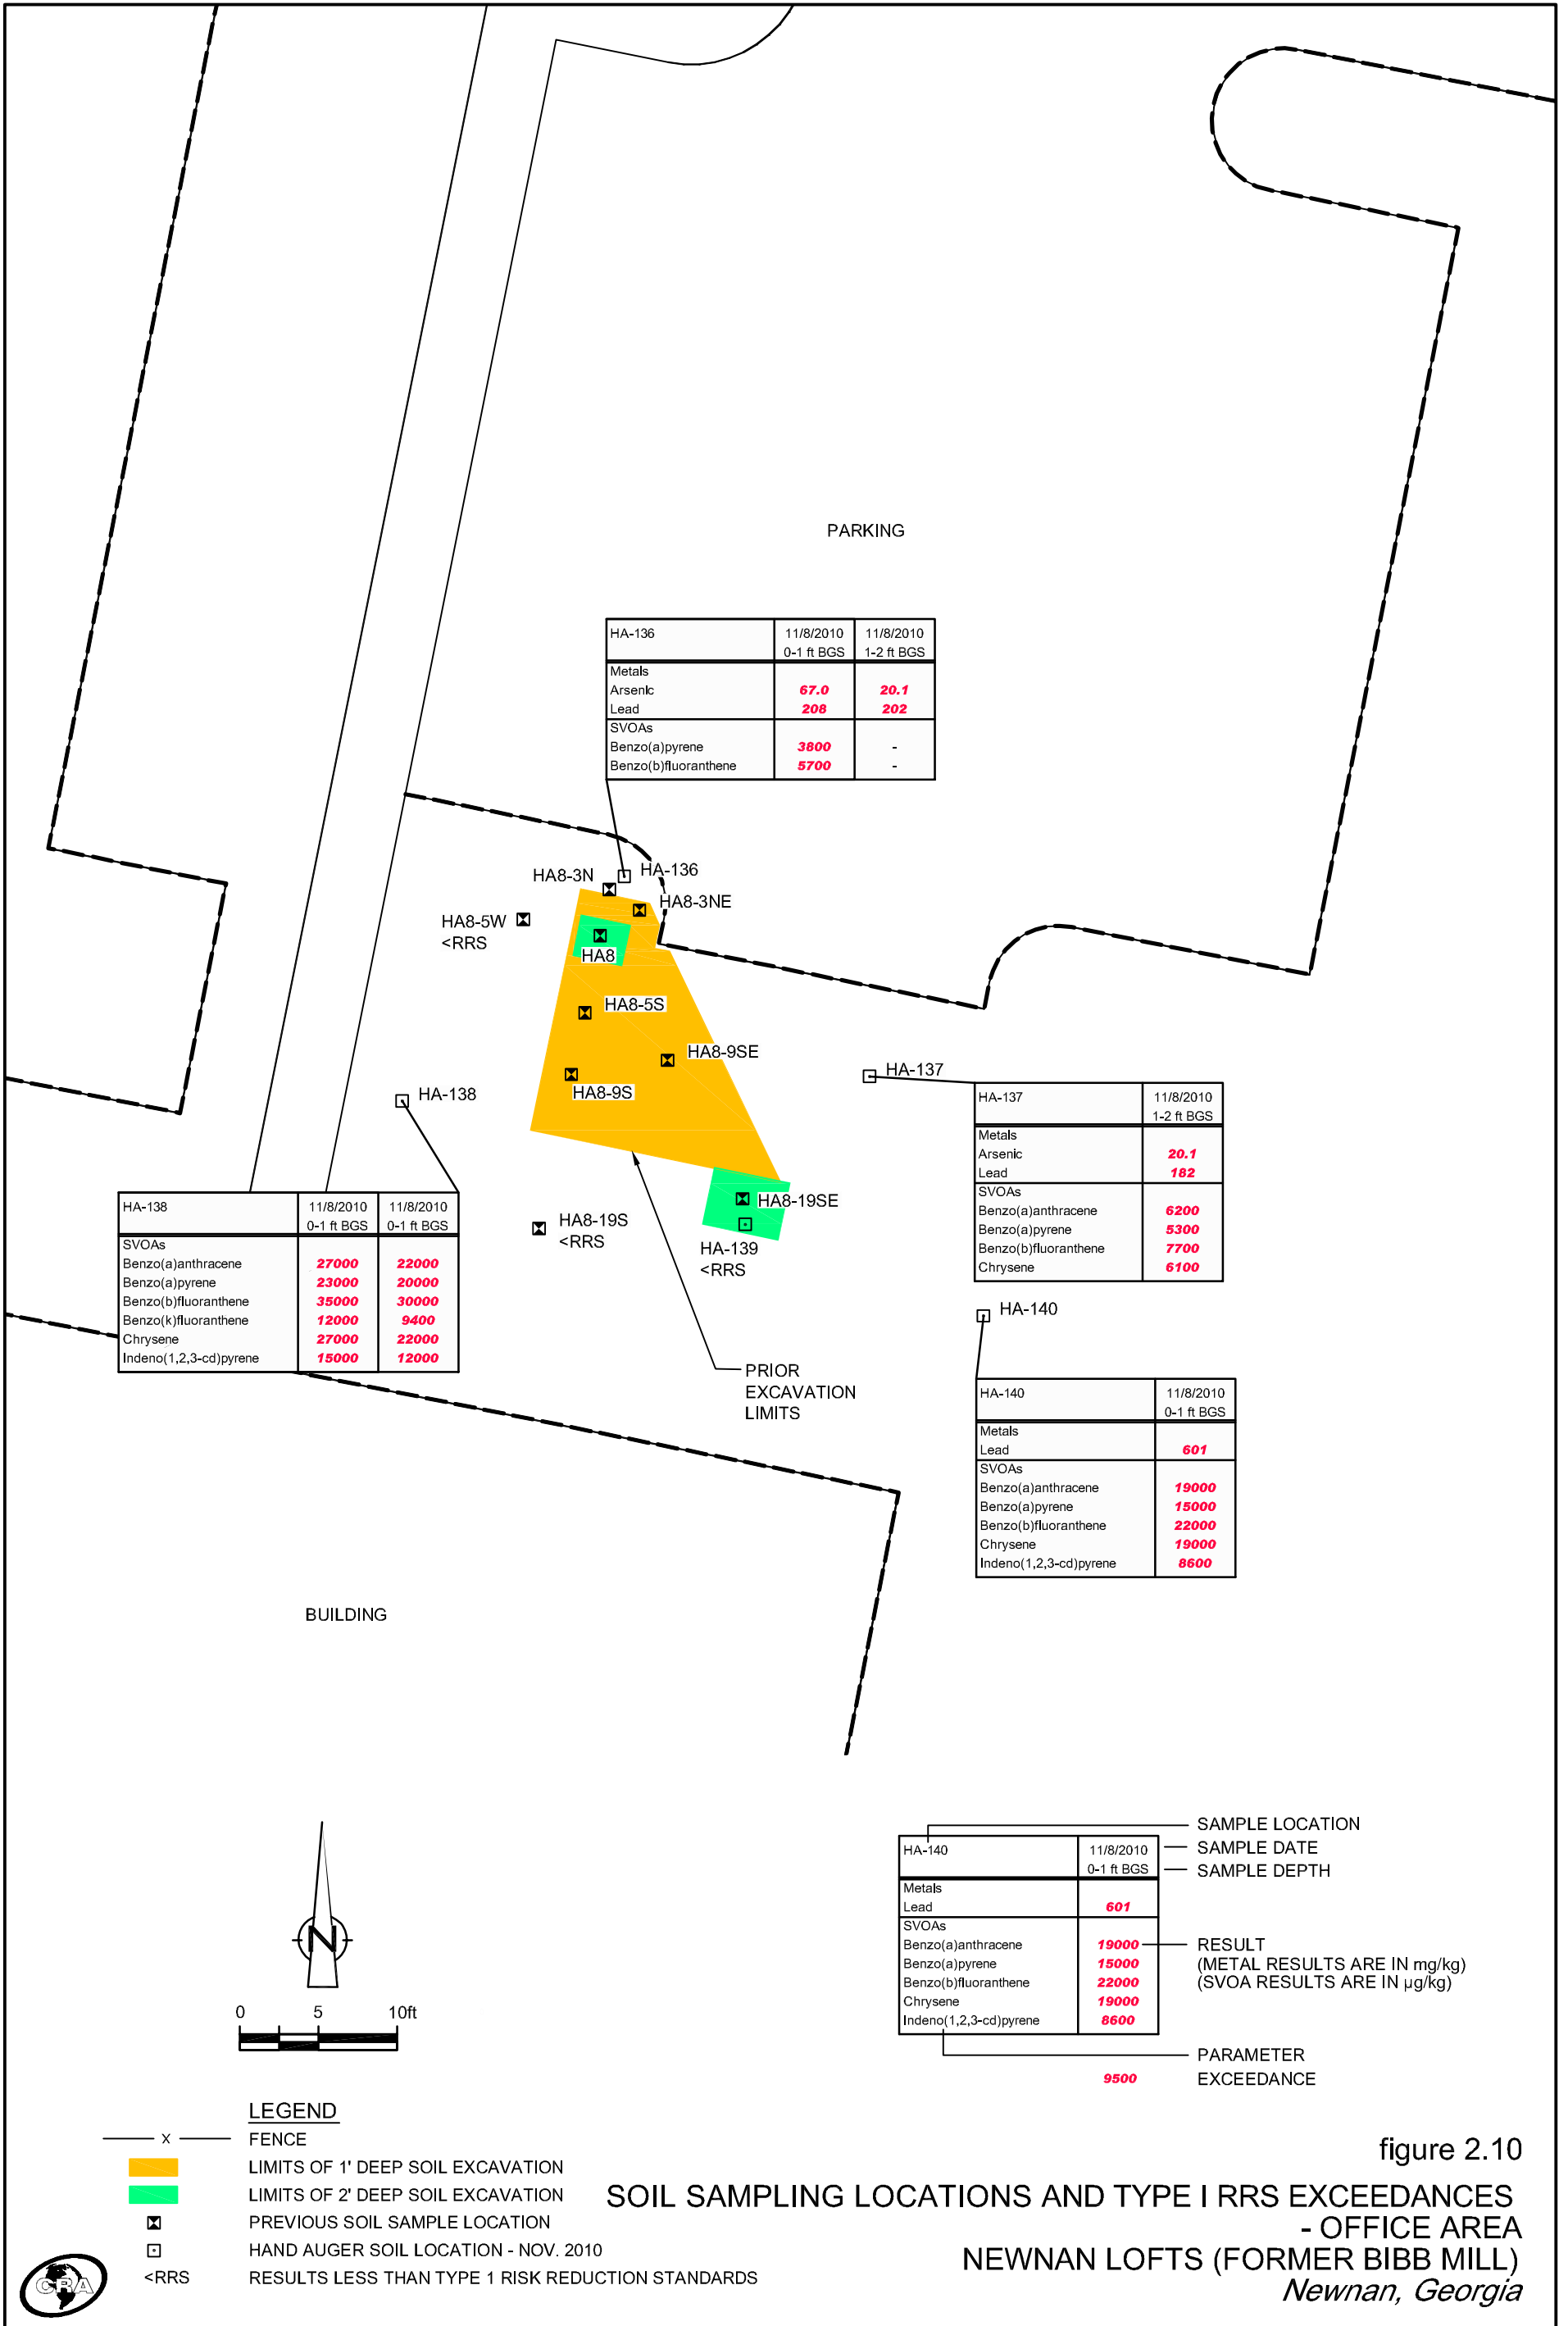 PARKING
HA-136 11/8/2010 11/8/2010
0-1 ft BGS 1-2 ft BGS
Metals
Arsenic 67.0 20.1
Lead 208 202
SVOAs
Benzo(a)pyrene 3800 -
Benzo(b)fluoranthene 5700 -
HA8-3N
HA-136
HA8-3NE
HA8-5W
<RRS
HA8
HA8-5S
HA8-9SE
HA8-9S
HA-137
HA-138
HA-137 11/8/2010
1-2 ft BGS
Metals
Arsenic 20.1
Lead 182
SVOAs
Benzo(a)anthracene 6200
Benzo(a)pyrene 5300
Benzo(b)fluoranthene 7700
Chrysene 6100
HA-138 11/8/2010 11/8/2010
0-1 ft BGS 0-1 ft BGS
SVOAs
Benzo(a)anthracene 27000 22000
Benzo(a)pyrene 23000 20000
Benzo(b)fluoranthene 35000 30000
Benzo(k)fluoranthene 12000 9400
Chrysene 27000 22000
Indeno(1,2,3-cd)pyrene 15000 12000
HA8-19SE
HA8-19S
<RRS
HA-139
<RRS
HA-140
PRIOR
EXCAVATION
LIMITS
HA-140 11/8/2010
0-1 ft BGS
Metals
Lead 601
SVOAs
Benzo(a)anthracene 19000
Benzo(a)pyrene 15000
Benzo(b)fluoranthene 22000
Chrysene 19000
Indeno(1,2,3-cd)pyrene 8600
BUILDING
N
0 5 10ft
HA-140 11/8/2010
0-1 ft BGS
Metals
Lead 601
SVOAs
Benzo(a)anthracene 19000
Benzo(a)pyrene 15000
Benzo(b)fluoranthene 22000
Chrysene 19000
Indeno(1,2,3-cd)pyrene 8600
SAMPLE LOCATION
SAMPLE DATE
SAMPLE DEPTH
RESULT
(METAL RESULTS ARE IN mg/kg)
(SVOA RESULTS ARE IN µg/kg)
PARAMETER
9500 EXCEEDANCE
LEGEND
X FENCE
LIMITS OF 1' DEEP SOIL EXCAVATION
LIMITS OF 2' DEEP SOIL EXCAVATION
PREVIOUS SOIL SAMPLE LOCATION
HAND AUGER SOIL LOCATION - NOV. 2010
<RRS RESULTS LESS THAN TYPE 1 RISK REDUCTION STANDARDS
CRA
figure 2.10
SOIL SAMPLING LOCATIONS AND TYPE I RRS EXCEEDANCES
- OFFICE AREA
NEWNAN LOFTS (FORMER BIBB MILL)
Newnan, Georgia